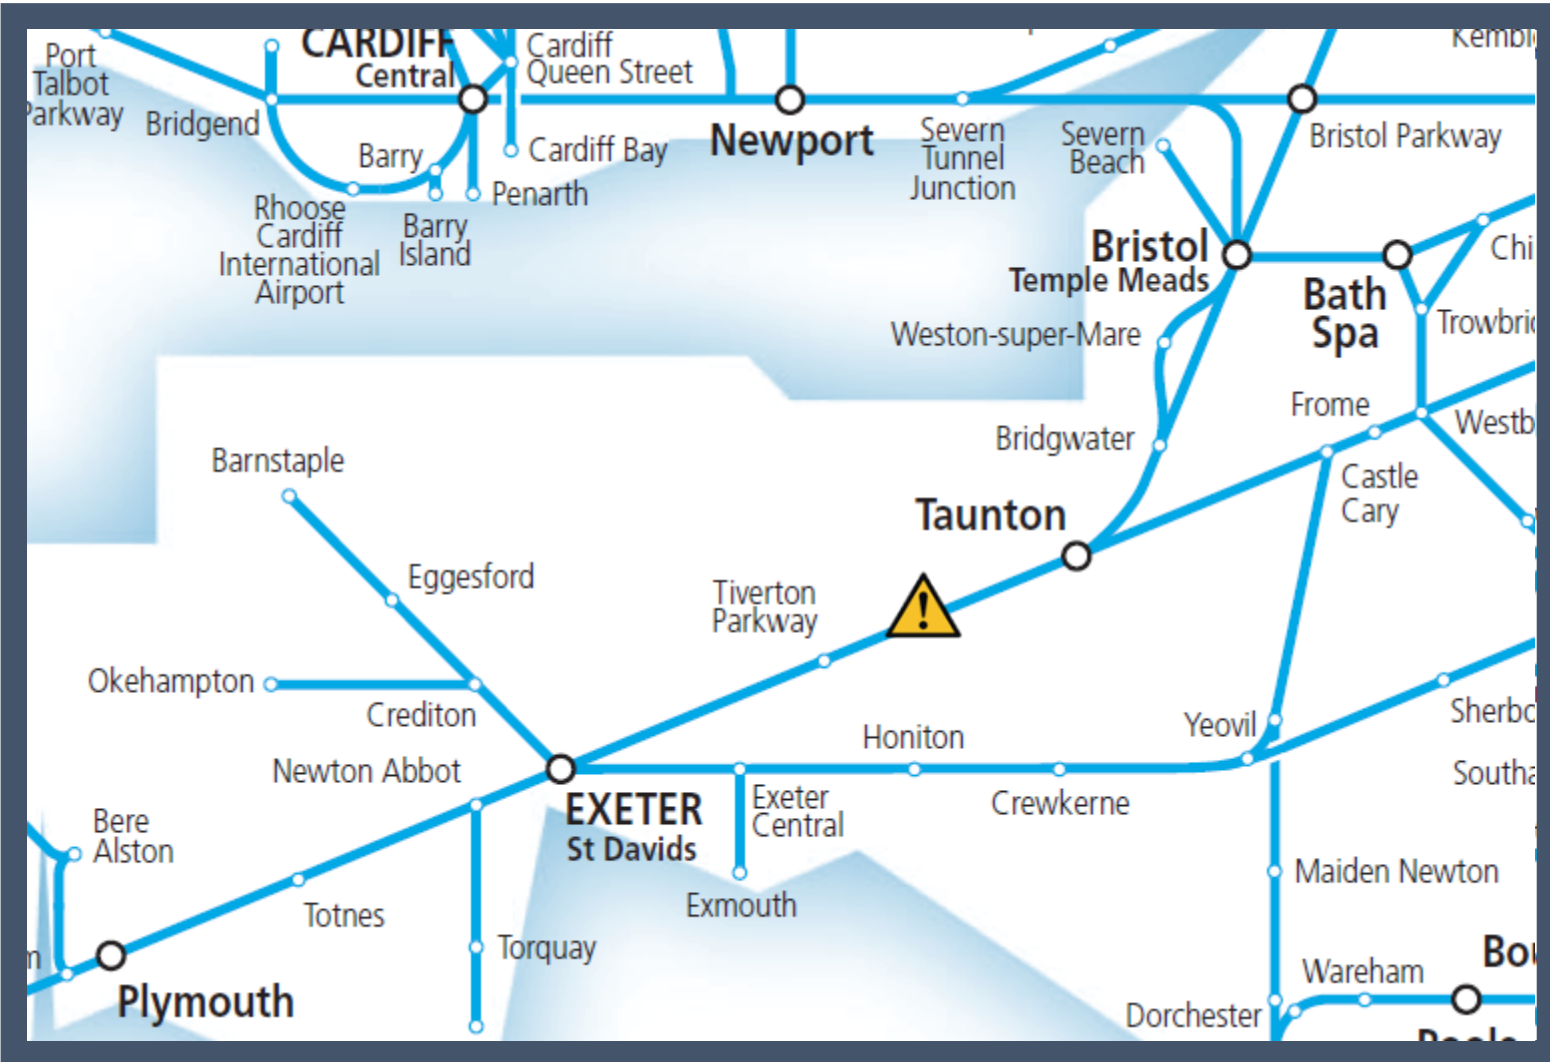 Port
Talbot
Parkway
Bridgend
CARDIFF
Central
Cardiff
Queen Street
Cardiff Bay
Barry
Penarth
Rhoose
Cardiff
International
Airport
Barry
Island
Newport
Severn
Tunnel
Junction
Severn
Beach
Bristol Parkway
Bristol
Temple Meads
Bath
Spa
Chi
Trowbri
Weston-super-Mare
Bridgwater
Frome
Westb
Castle
Cary
Barnstaple
Eggesford
Taunton
Tiverton
Parkway
!
Okehampton
Crediton
Newton Abbot
Honiton
Yeovil
Sherbo
Southa
EXETER
St Davids
Exeter
Central
Crewkerne
Bere
Alston
Maiden Newton
Exmouth
Totnes
Torquay
Plymouth
Wareham
Dorchester